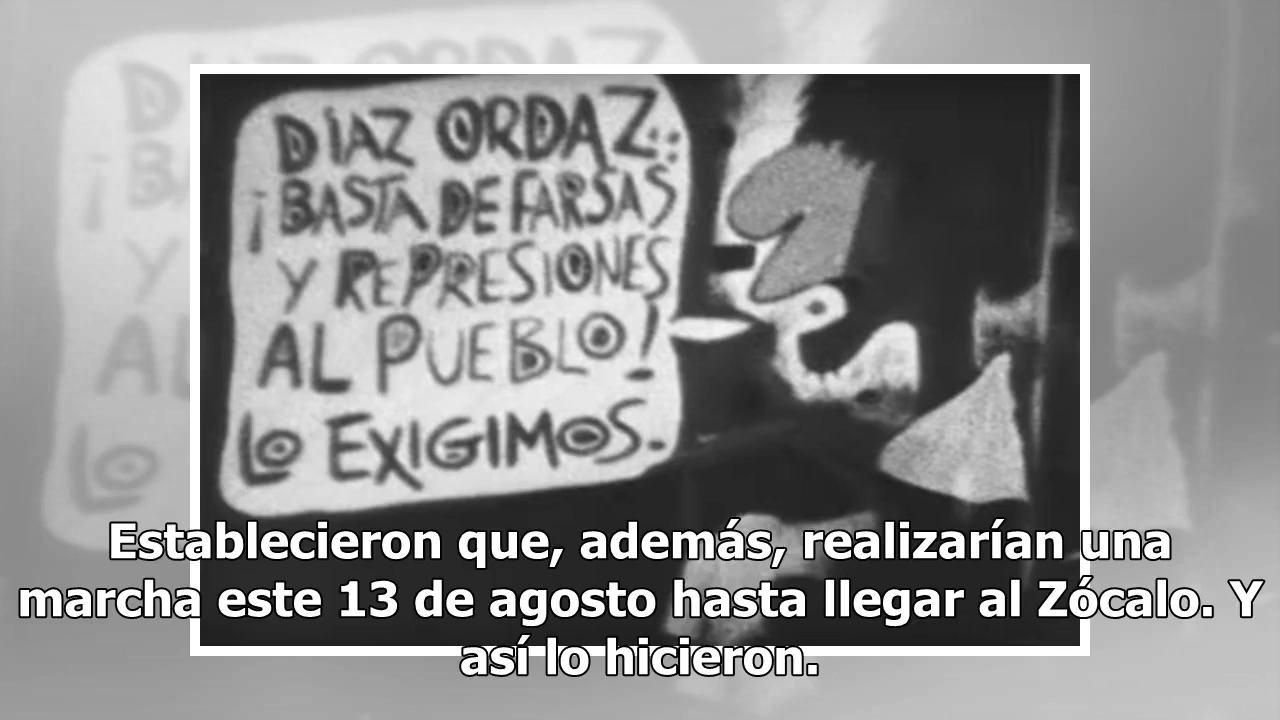 DÍAZ ORDAZ:
¡BASTA DE FARSAS
Y REPRESIONES
AL PUEBLO!
LO EXIGIMOS.
Establecieron que, además, realizarían una
marcha este 13 de agosto hasta llegar al Zócalo. Y
así lo hicieron.